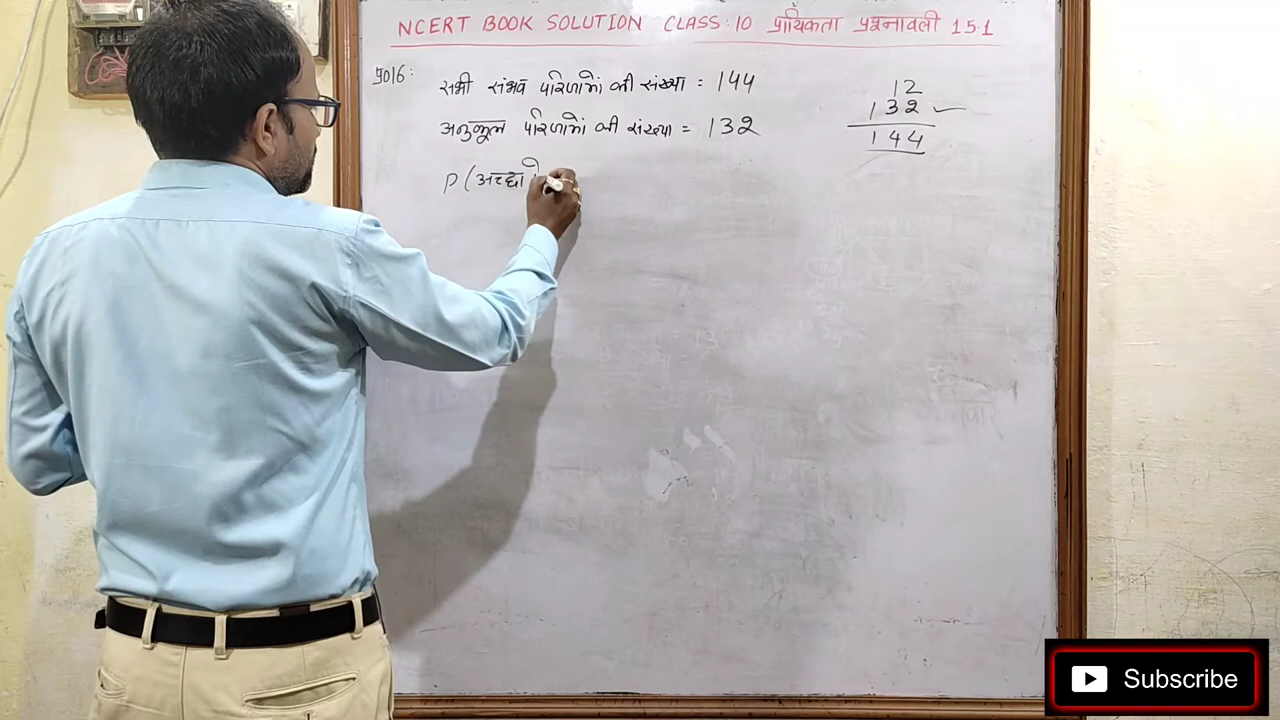 NCERT BOOK SOLUTION CLASS:10 प्रायिकता प्रश्नावली 15.1
प्र016:
सभी संभव परिणामों की संख्या = 144
अनुकूल परिणामों की संख्या = 132
P(अच्छा
12
132
144
Subscribe